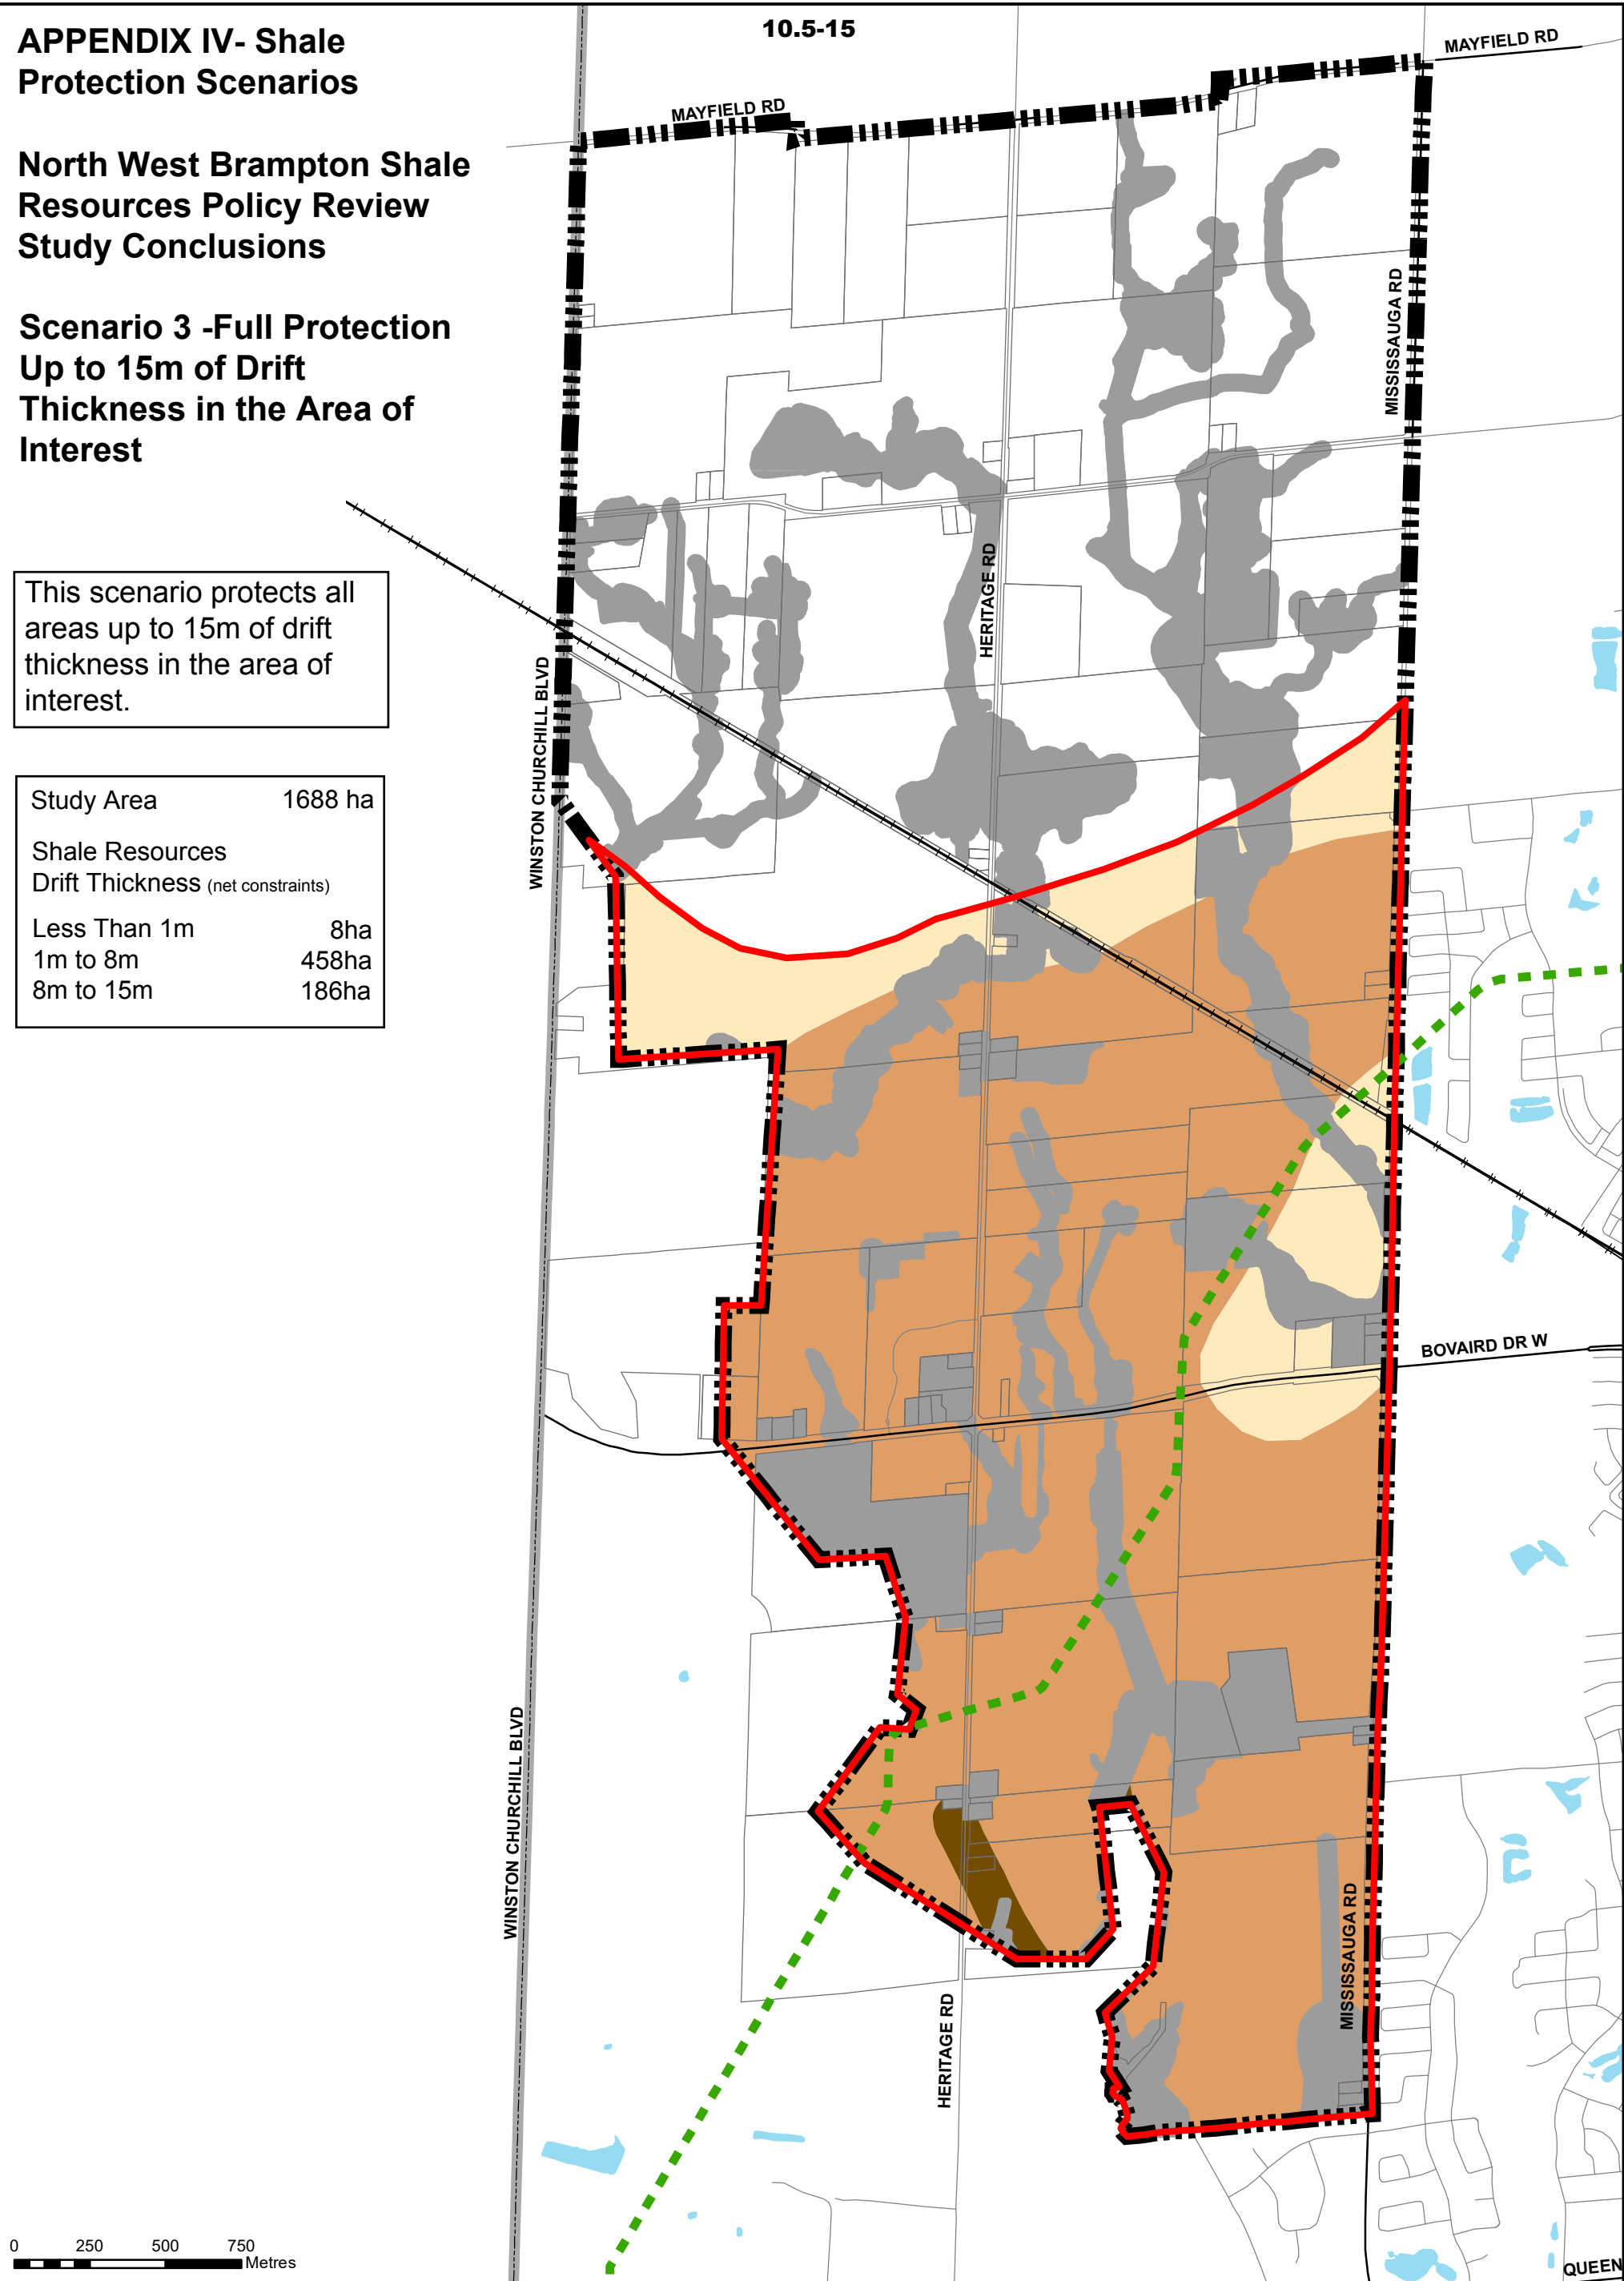 10.5-15
APPENDIX IV- Shale
Protection Scenarios
North West Brampton Shale
Resources Policy Review
Study Conclusions
Scenario 3 -Full Protection
Up to 15m of Drift
Thickness in the Area of
Interest
This scenario protects all
areas up to 15m of drift
thickness in the area of
interest.
Study Area 1688 ha
Shale Resources
Drift Thickness (net constraints)
Less Than 1m 8ha
1m to 8m 458ha
8m to 15m 186ha
MAYFIELD RD
MAYFIELD RD
MISSISSAUGA RD
HERITAGE RD
WINSTON CHURCHILL BLVD
BOVAIRD DR W
WINSTON CHURCHILL BLVD
MISSISSAUGA RD
HERITAGE RD
QUEEN
0 250 500 750
Metres